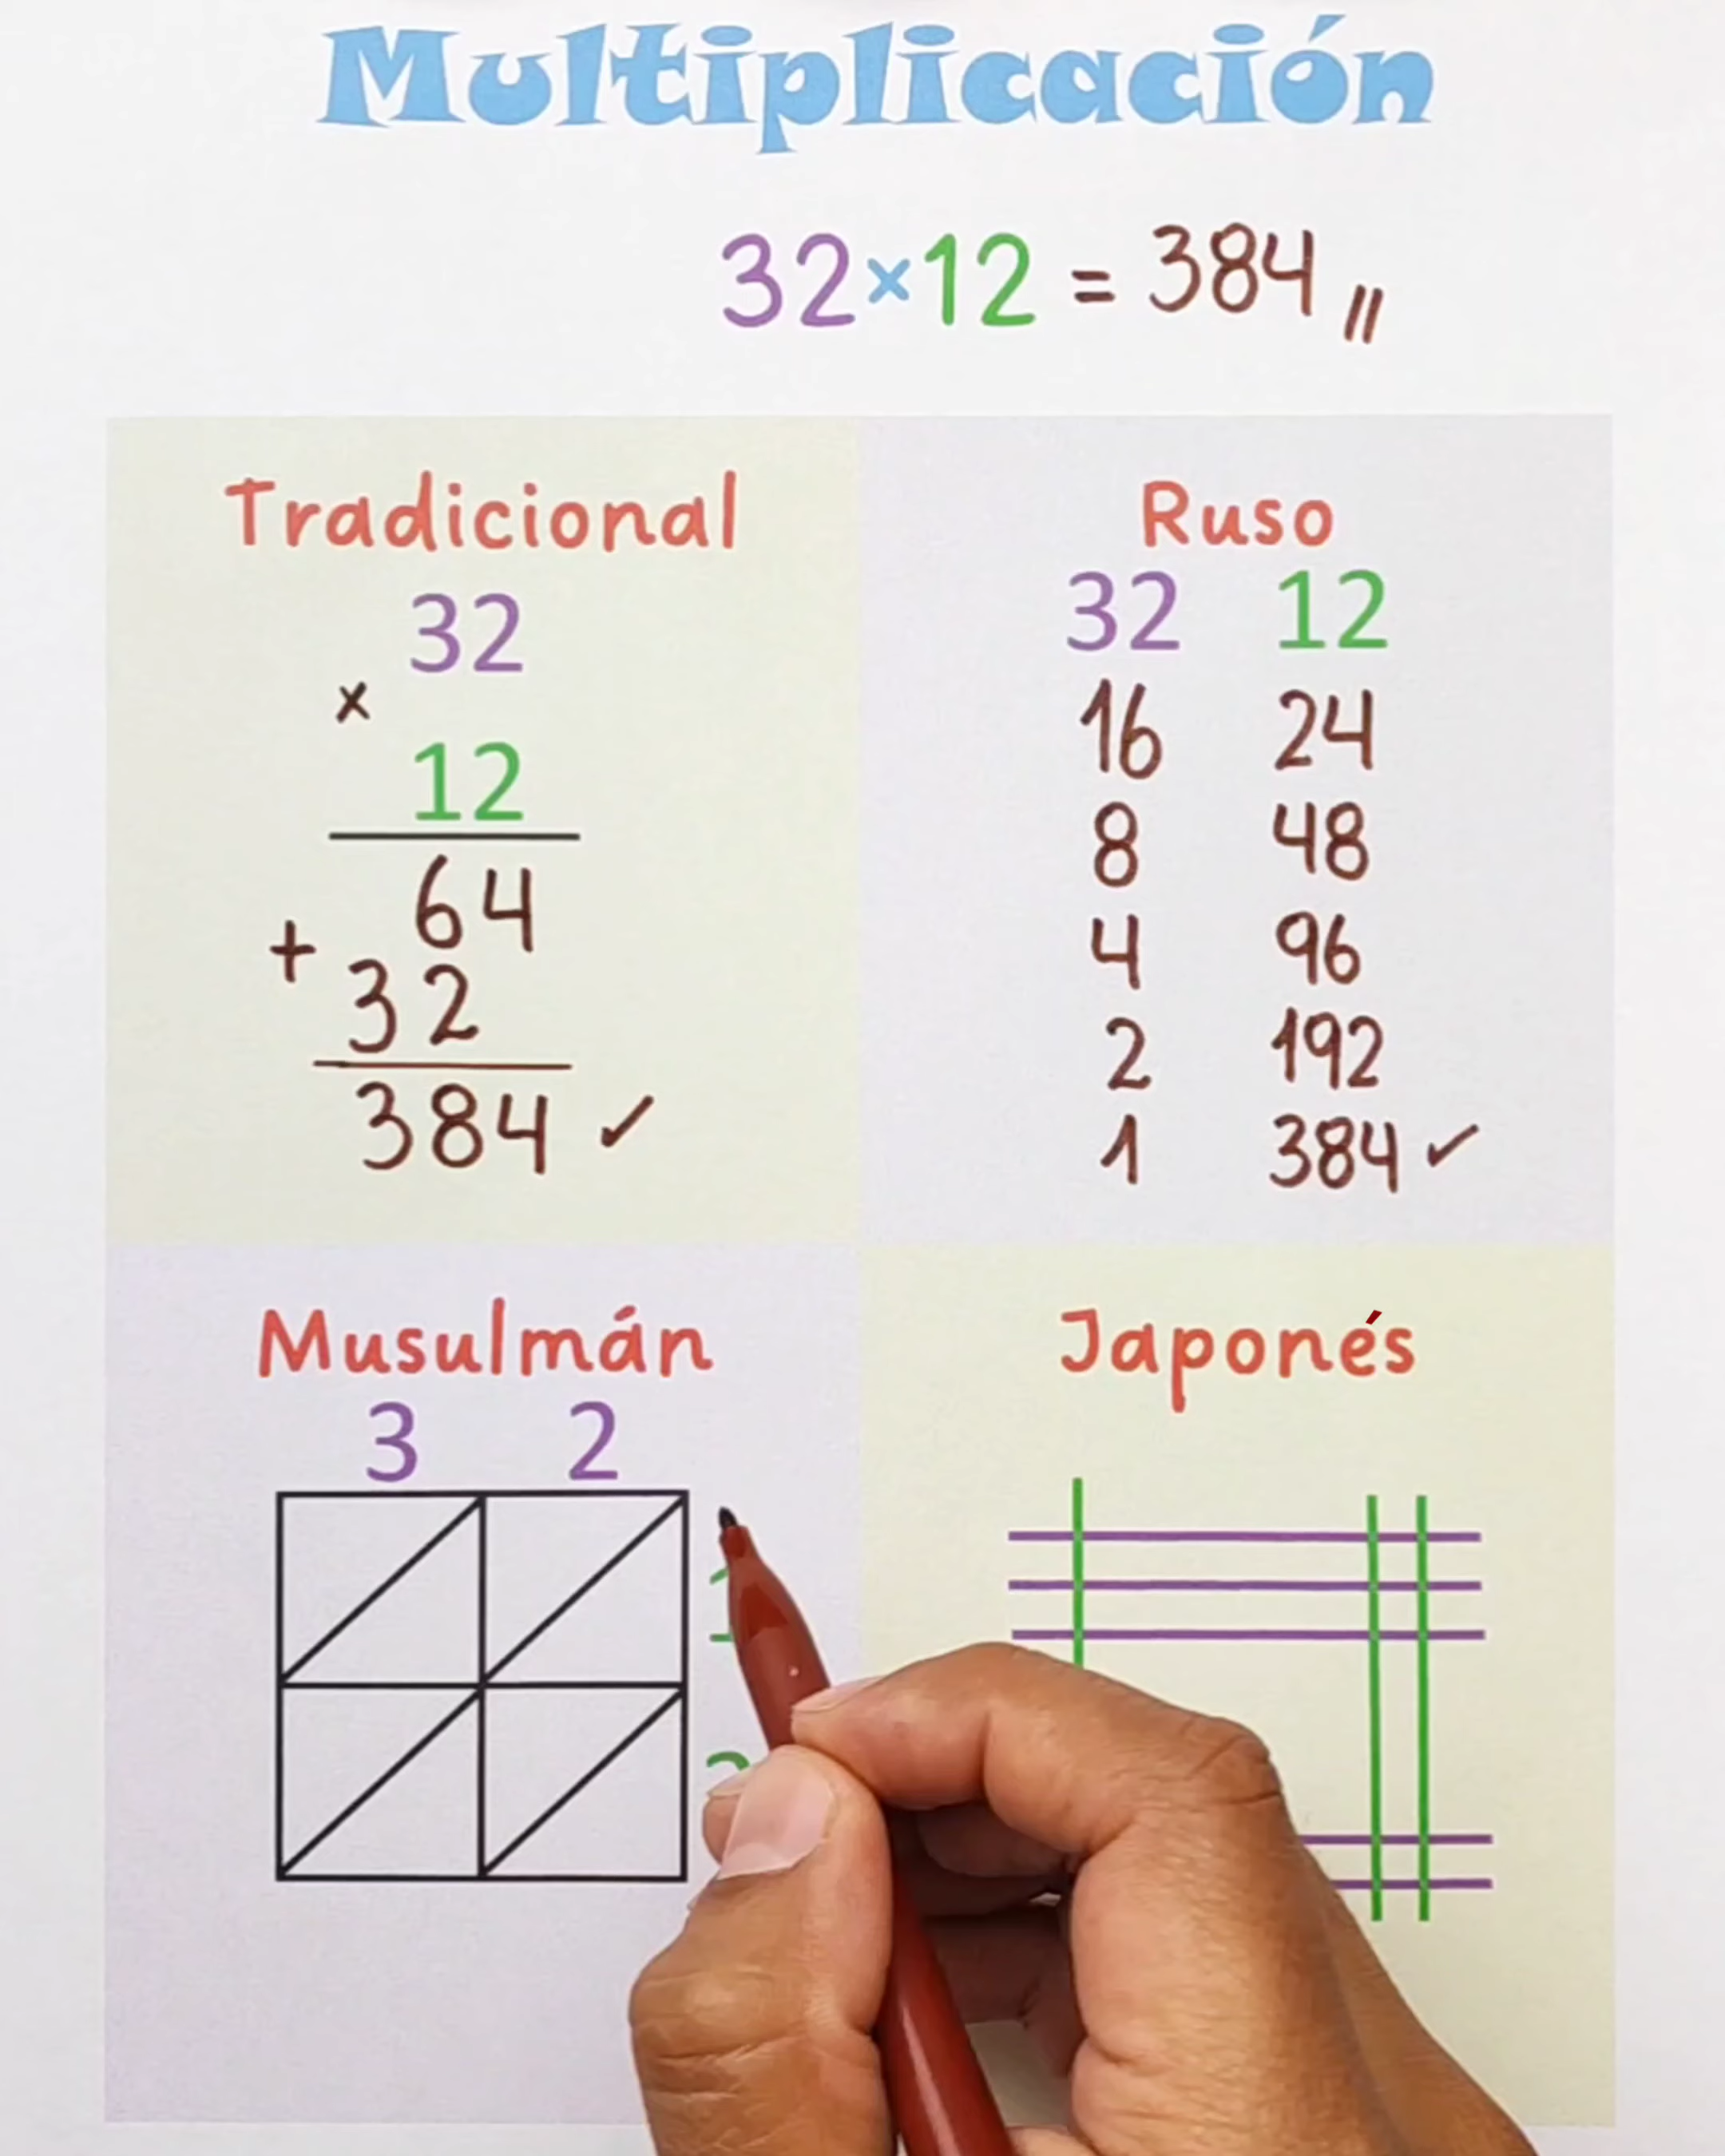 Multiplicación
32×12 = 384 //
Tradicional
32
×
12
64
+
32
384 ✓
Ruso
32 12
16 24
8 48
4 96
2 192
1 384 ✓
Musulmán
3 2
Japonés